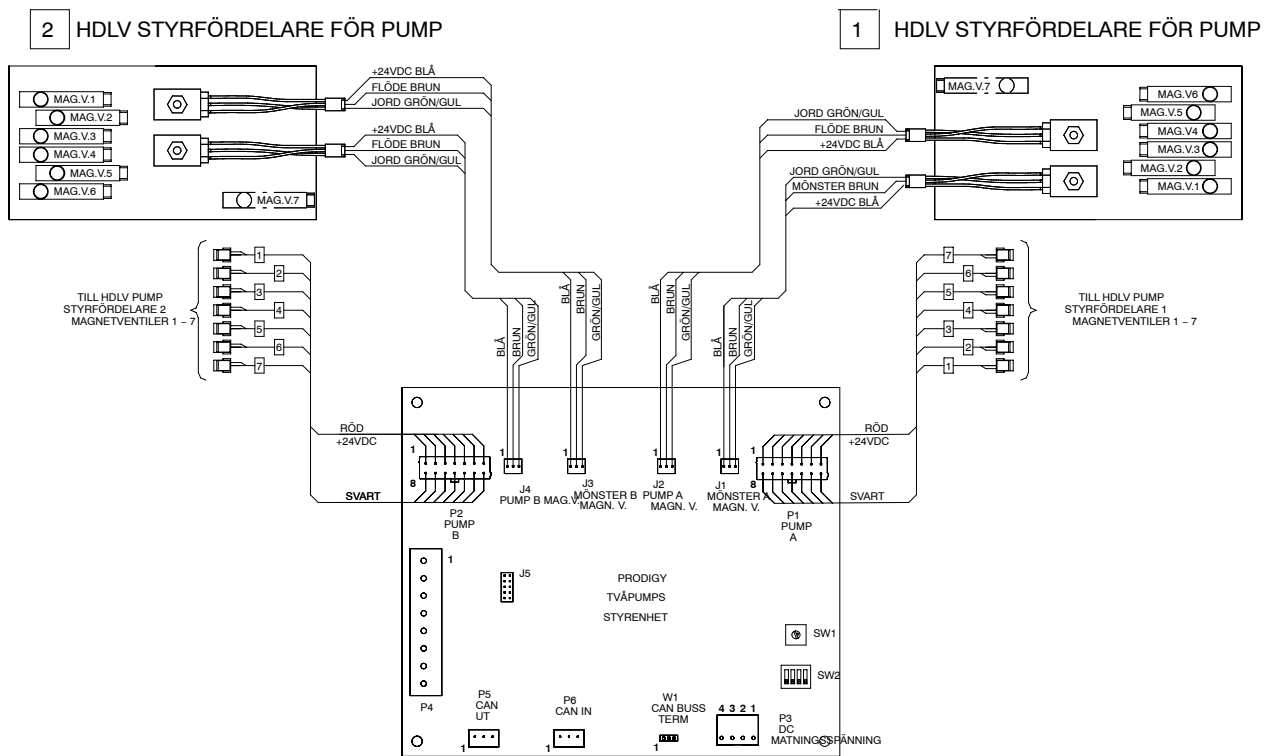 2 HDLV STYRFÖRDELARE FÖR PUMP
1 HDLV STYRFÖRDELARE FÖR PUMP
MAG.V.1
MAG.V.2
MAG.V.3
MAG.V.4
MAG.V.5
MAG.V.6
MAG.V.7
+24VDC BLÅ
FLÖDE BRUN
JORD GRÖN/GUL
+24VDC BLÅ
FLÖDE BRUN
JORD GRÖN/GUL
JORD GRÖN/GUL
FLÖDE BRUN
+24VDC BLÅ
JORD GRÖN/GUL
MÖNSTER BRUN
+24VDC BLÅ
MAG.V.7
MAG.V6
MAG.V.5
MAG.V4
MAG.V.3
MAG.V.2
MAG.V.1
1
2
3
4
5
6
7
TILL HDLV PUMP
STYRFÖRDELARE 2
MAGNETVENTILER 1 – 7
7
6
5
4
3
2
1
TILL HDLV PUMP
STYRFÖRDELARE 1
MAGNETVENTILER 1 – 7
BLÅ
BRUN
GRÖN/GUL
BLÅ
BRUN
GRÖN/GUL
BLÅ
BRUN
GRÖN/GUL
BLÅ
BRUN
GRÖN/GUL
RÖD
+24VDC
SVART
RÖD
+24VDC
SVART
1
8
P2
PUMP
B
1
J4
PUMP B MAG.V.
1
J3
MÖNSTER B
MAGN. V.
1
J2
PUMP A
MAGN. V.
1
J1
MÖNSTER A
MAGN. V.
1
8
P1
PUMP
A
1
P4
J5
PRODIGY
TVÅPUMPS
STYRENHET
SW1
SW2
P5
CAN
UT
1
P6
CAN IN
1
W1
CAN BUSS
TERM
1
4 3 2 1
P3
DC
MATNINGSSPÄNNING